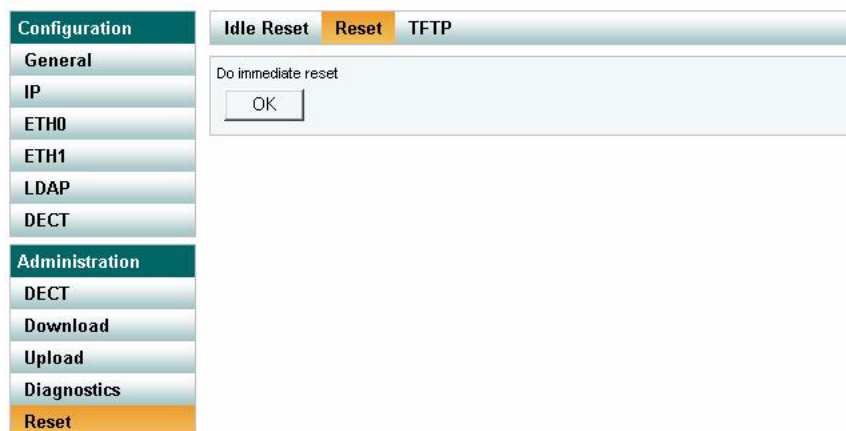 Configuration
General
IP
ETH0
ETH1
LDAP
DECT
Administration
DECT
Download
Upload
Diagnostics
Reset
Idle Reset Reset TFTP
Do immediate reset
OK